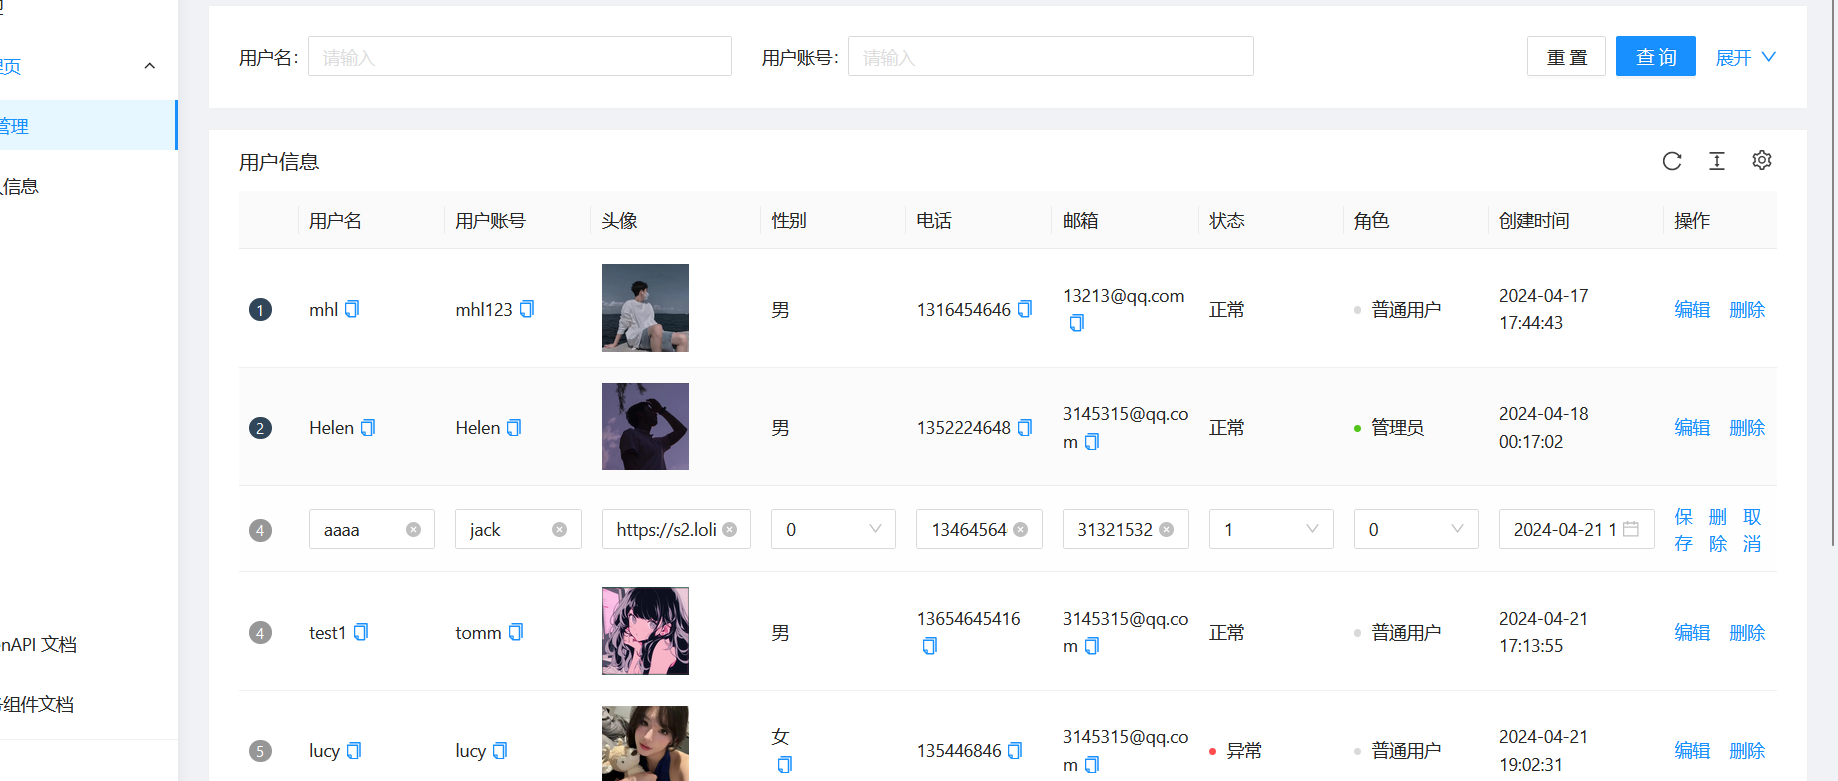 理页
管理
人信息
nAPI 文档
务组件文档
用户名: 请输入 用户账号: 请输入 重 置 查 询 展开
用户信息
用户名 用户账号 头像 性别 电话 邮箱 状态 角色 创建时间 操作
1 mhl mhl123 男 1316454646 13213@qq.com 正常 普通用户 2024-04-17 17:44:43 编辑 删除
2 Helen Helen 男 1352224648 3145315@qq.com 正常 管理员 2024-04-18 00:17:02 编辑 删除
4 aaaa jack https://s2.loli 0 13464564 31321532 1 0 2024-04-21 1 保存 删除 取消
4 test1 tomm 男 13654645416 3145315@qq.com 正常 普通用户 2024-04-21 17:13:55 编辑 删除
5 lucy lucy 女 135446846 3145315@qq.com 异常 普通用户 2024-04-21 19:02:31 编辑 删除